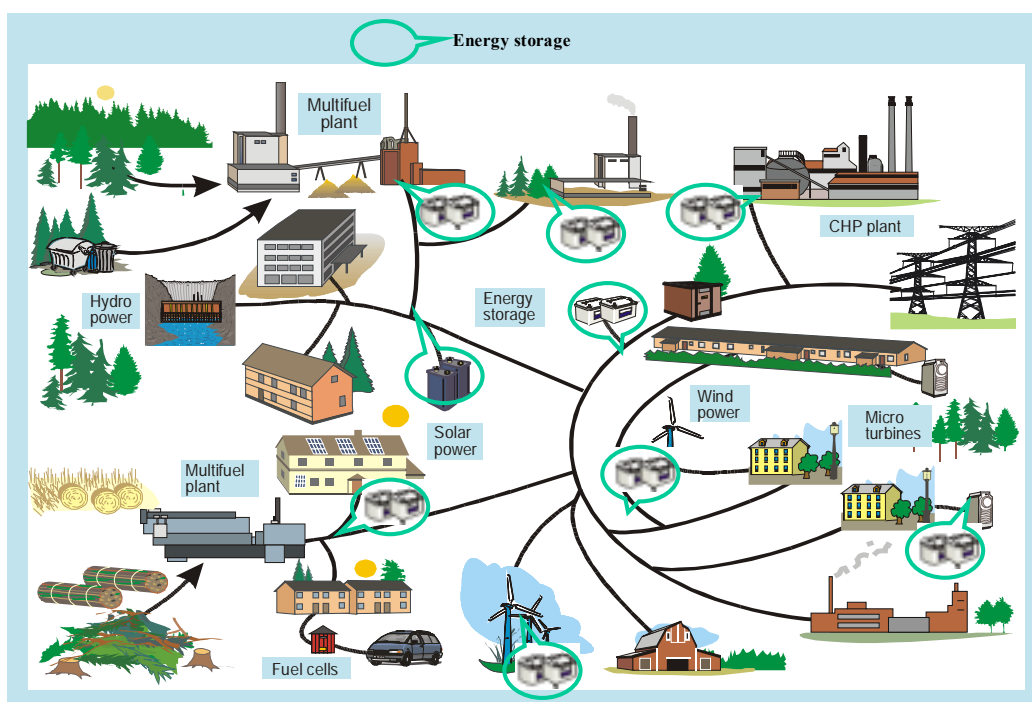 Energy storage
Multifuel
plant
CHP plant
Hydro
power
Energy
storage
Wind
power
Micro
turbines
Solar
power
Multifuel
plant
Fuel cells